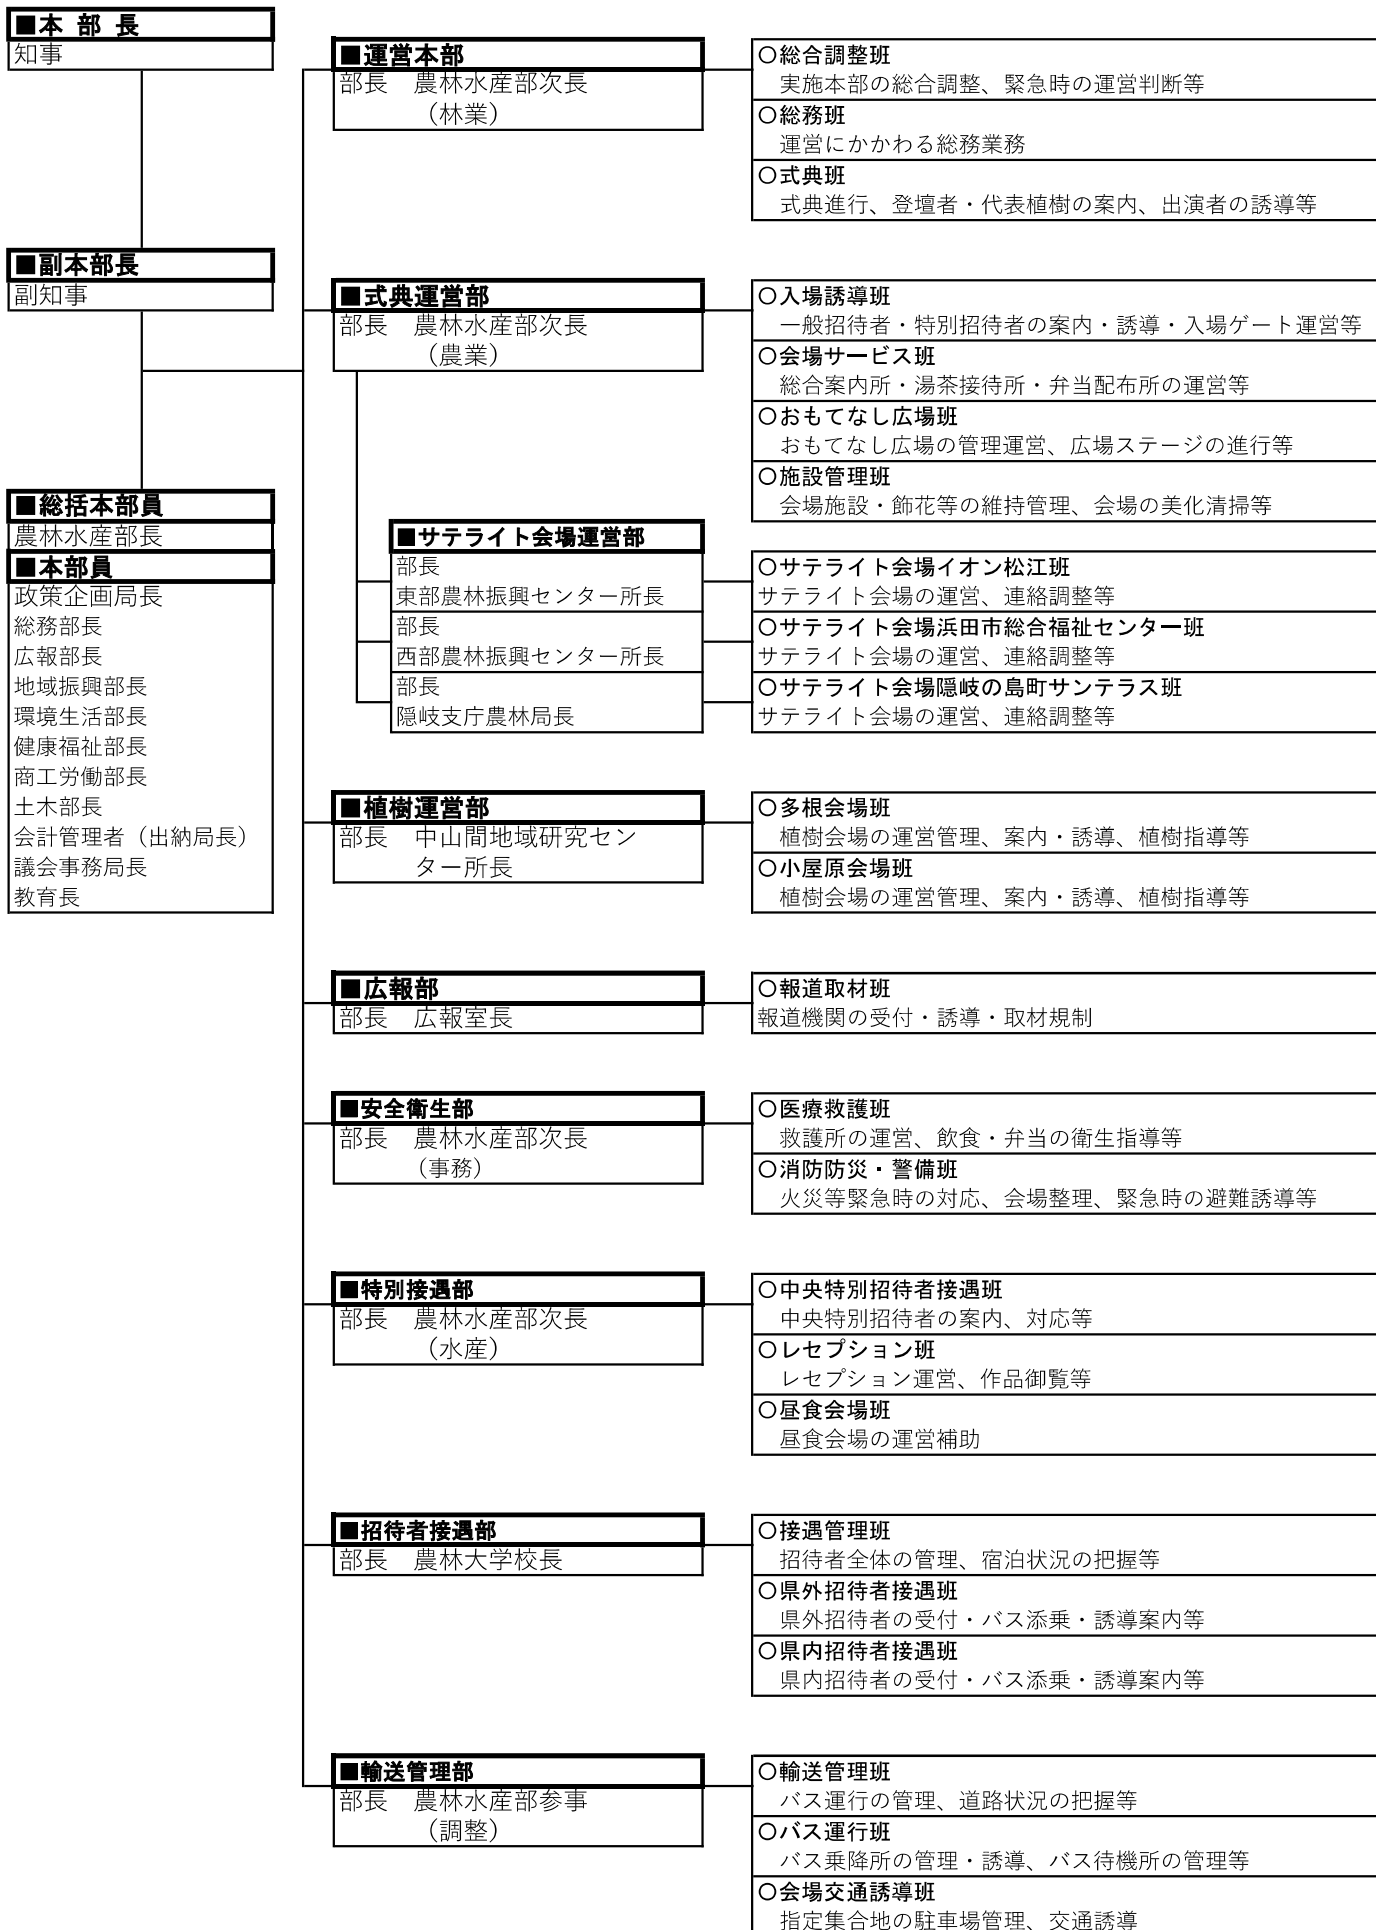 ■本 部 長
知事
■副本部長
副知事
■総括本部員
農林水産部長
■本部員
政策企画局長
総務部長
広報部長
地域振興部長
環境生活部長
健康福祉部長
商工労働部長
土木部長
会計管理者（出納局長）
議会事務局長
教育長
■運営本部
部長　農林水産部次長
（林業）
○総合調整班
実施本部の総合調整、緊急時の運営判断等
○総務班
運営にかかわる総務業務
○式典班
式典進行、登壇者・代表植樹の案内、出演者の誘導等
■式典運営部
部長　農林水産部次長
（農業）
○入場誘導班
一般招待者・特別招待者の案内・誘導・入場ゲート運営等
○会場サービス班
総合案内所・湯茶接待所・弁当配布所の運営等
○おもてなし広場班
おもてなし広場の管理運営、広場ステージの進行等
○施設管理班
会場施設・飾花等の維持管理、会場の美化清掃等
■サテライト会場運営部
部長
東部農林振興センター所長
○サテライト会場イオン松江班
サテライト会場の運営、連絡調整等
部長
西部農林振興センター所長
○サテライト会場浜田市総合福祉センター班
サテライト会場の運営、連絡調整等
部長
隠岐支庁農林局長
○サテライト会場隠岐の島町サンテラス班
サテライト会場の運営、連絡調整等
■植樹運営部
部長　中山間地域研究セン
ター所長
○多根会場班
植樹会場の運営管理、案内・誘導、植樹指導等
○小屋原会場班
植樹会場の運営管理、案内・誘導、植樹指導等
■広報部
部長　広報室長
○報道取材班
報道機関の受付・誘導・取材規制
■安全衛生部
部長　農林水産部次長
（事務）
○医療救護班
救護所の運営、飲食・弁当の衛生指導等
○消防防災・警備班
火災等緊急時の対応、会場整理、緊急時の避難誘導等
■特別接遇部
部長　農林水産部次長
（水産）
○中央特別招待者接遇班
中央特別招待者の案内、対応等
○レセプション班
レセプション運営、作品御覧等
○昼食会場班
昼食会場の運営補助
■招待者接遇部
部長　農林大学校長
○接遇管理班
招待者全体の管理、宿泊状況の把握等
○県外招待者接遇班
県外招待者の受付・バス添乗・誘導案内等
○県内招待者接遇班
県内招待者の受付・バス添乗・誘導案内等
■輸送管理部
部長　農林水産部参事
（調整）
○輸送管理班
バス運行の管理、道路状況の把握等
○バス運行班
バス乗降所の管理・誘導、バス待機所の管理等
○会場交通誘導班
指定集合地の駐車場管理、交通誘導